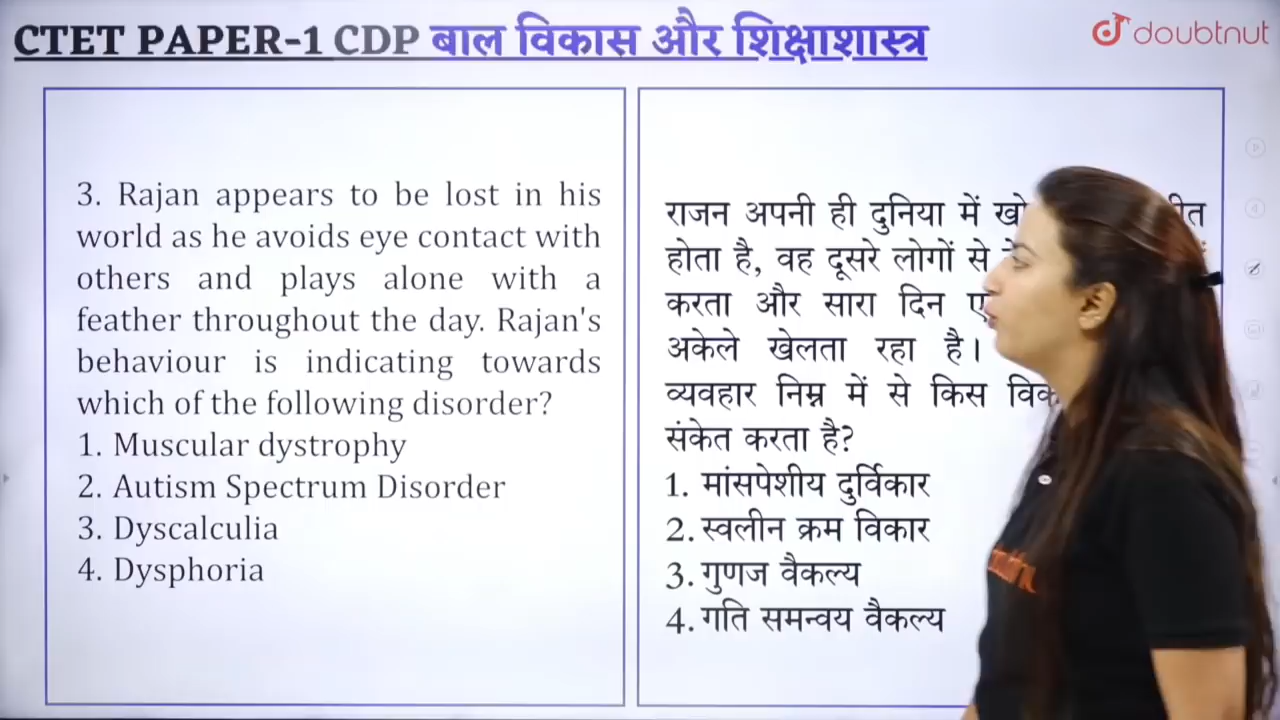 CTET PAPER-1 CDP बाल विकास और शिक्षाशास्त्र
doubtnut
3. Rajan appears to be lost in his
world as he avoids eye contact with
others and plays alone with a
feather throughout the day. Rajan's
behaviour is indicating towards
which of the following disorder?
1. Muscular dystrophy
2. Autism Spectrum Disorder
3. Dyscalculia
4. Dysphoria
राजन अपनी ही दुनिया में
होता है, वह दूसरे लोगों से
करता और सारा दिन
अकेले खेलता रहा है।
व्यवहार निम्न में से किस
संकेत करता है?
1. मांसपेशीय दुर्विकार
2. स्वलीन क्रम विकार
3. गुणज वैकल्य
4. गति समन्वय वैकल्य